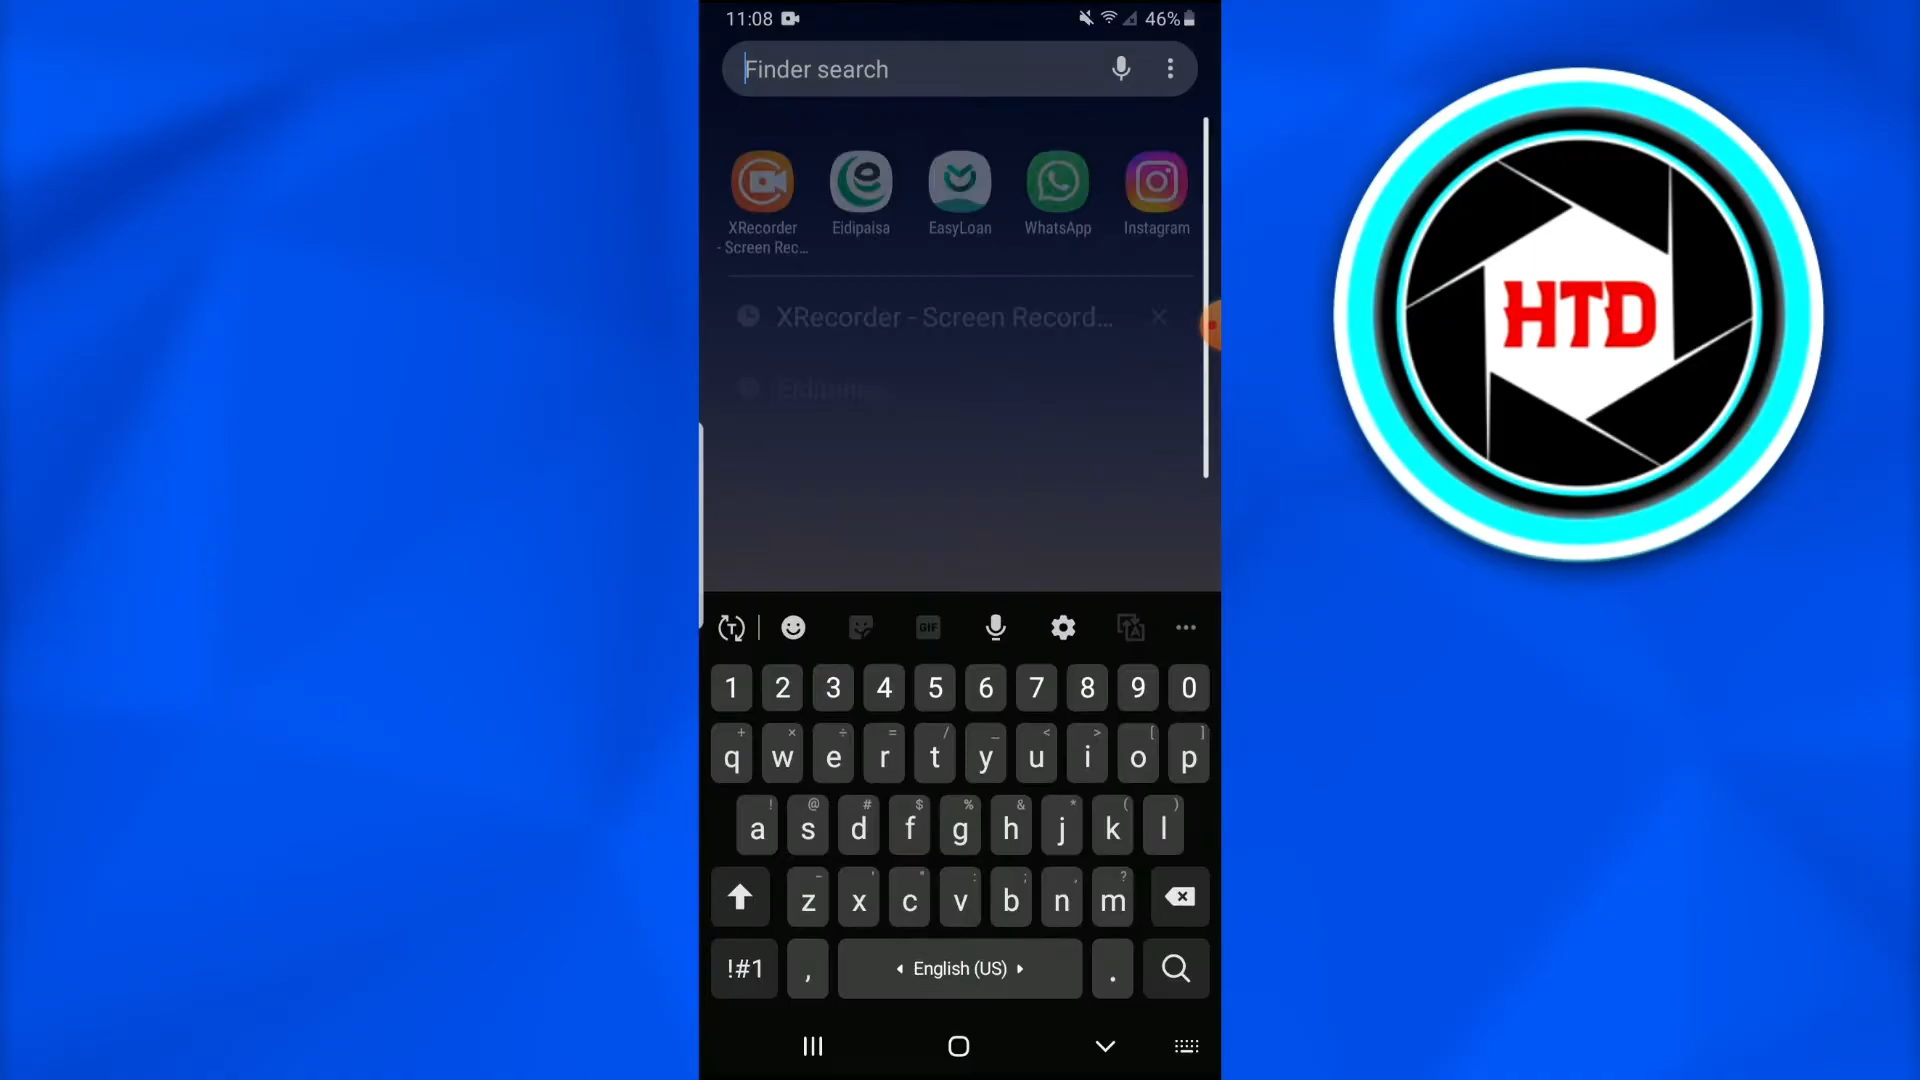 11:08 46%
Finder search
XRecorder - Screen Rec...
Eidipaisa
EasyLoan
WhatsApp
Instagram
XRecorder - Screen Record...
HTD
GIF
1 2 3 4 5 6 7 8 9 0
+ × ÷ = / _ < > [ ]
q w e r t y u i o p
! @ # $ % & * ( )
a s d f g h j k l
- ' " : ; , ?
z x c v b n m
!#1 , English (US) .